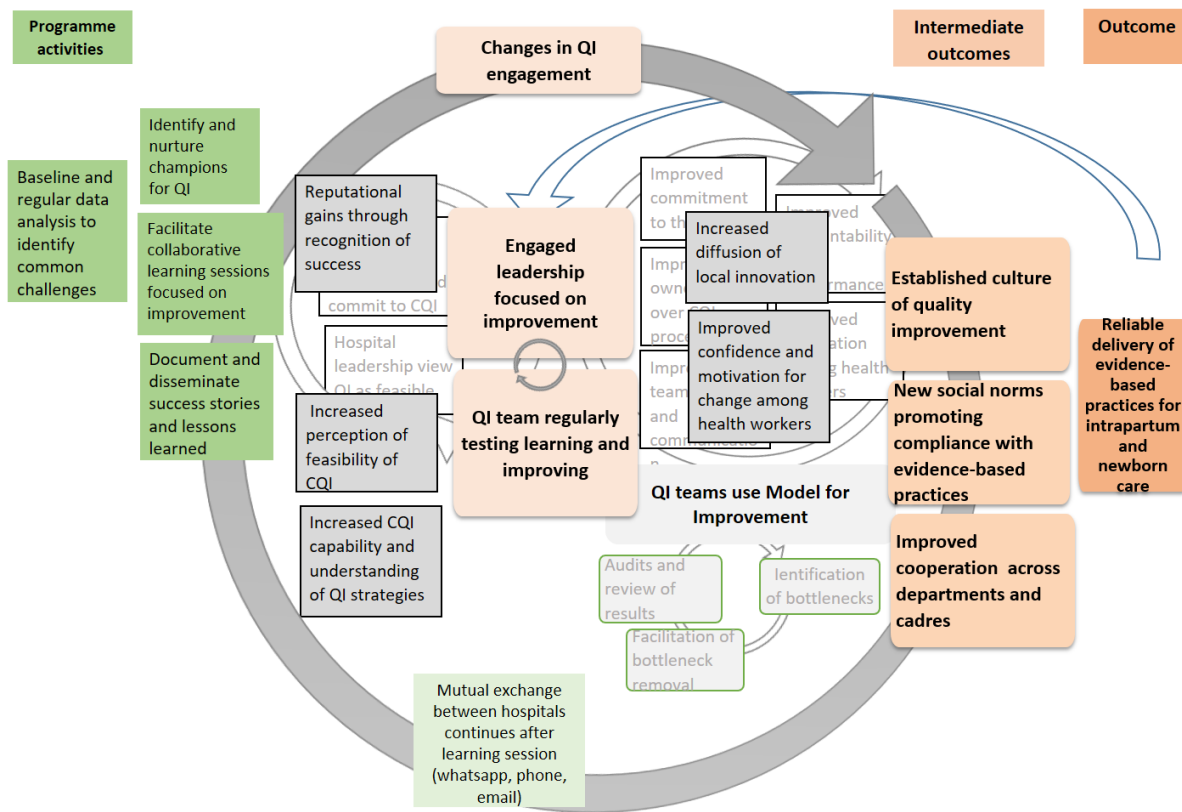 Programme
activities
Changes in QI
engagement
Intermediate
outcomes
Outcome
Identify and
nurture
champions
for QI
Baseline and
regular data
analysis to
identify
common
challenges
Facilitate
collaborative
learning sessions
focused on
improvement
Document and
disseminate
success stories
and lessons
learned
Reputational
gains through
recognition of
success
commit to CQI
Hospital
leadership view
QI as feasible
Increased
perception of
feasibility of
CQI
Increased CQI
capability and
understanding
of QI strategies
Engaged
leadership
focused on
improvement
QI team regularly
testing learning and
improving
Improved
commitment
to
over CQI
and
Increased
diffusion of
local innovation
Improved
confidence and
motivation for
change among
health workers
health
QI teams use Model for
Improvement
Audits and
review of
results
Ientification
of bottlenecks
Facilitation of
bottleneck
removal
Established culture
of quality
improvement
New social norms
promoting
compliance with
evidence-based
practices
Improved
cooperation across
departments and
cadres
Reliable
delivery of
evidence-
based
practices for
intrapartum
and
newborn
care
Mutual exchange
between hospitals
continues after
learning session
(whatsapp, phone,
email)